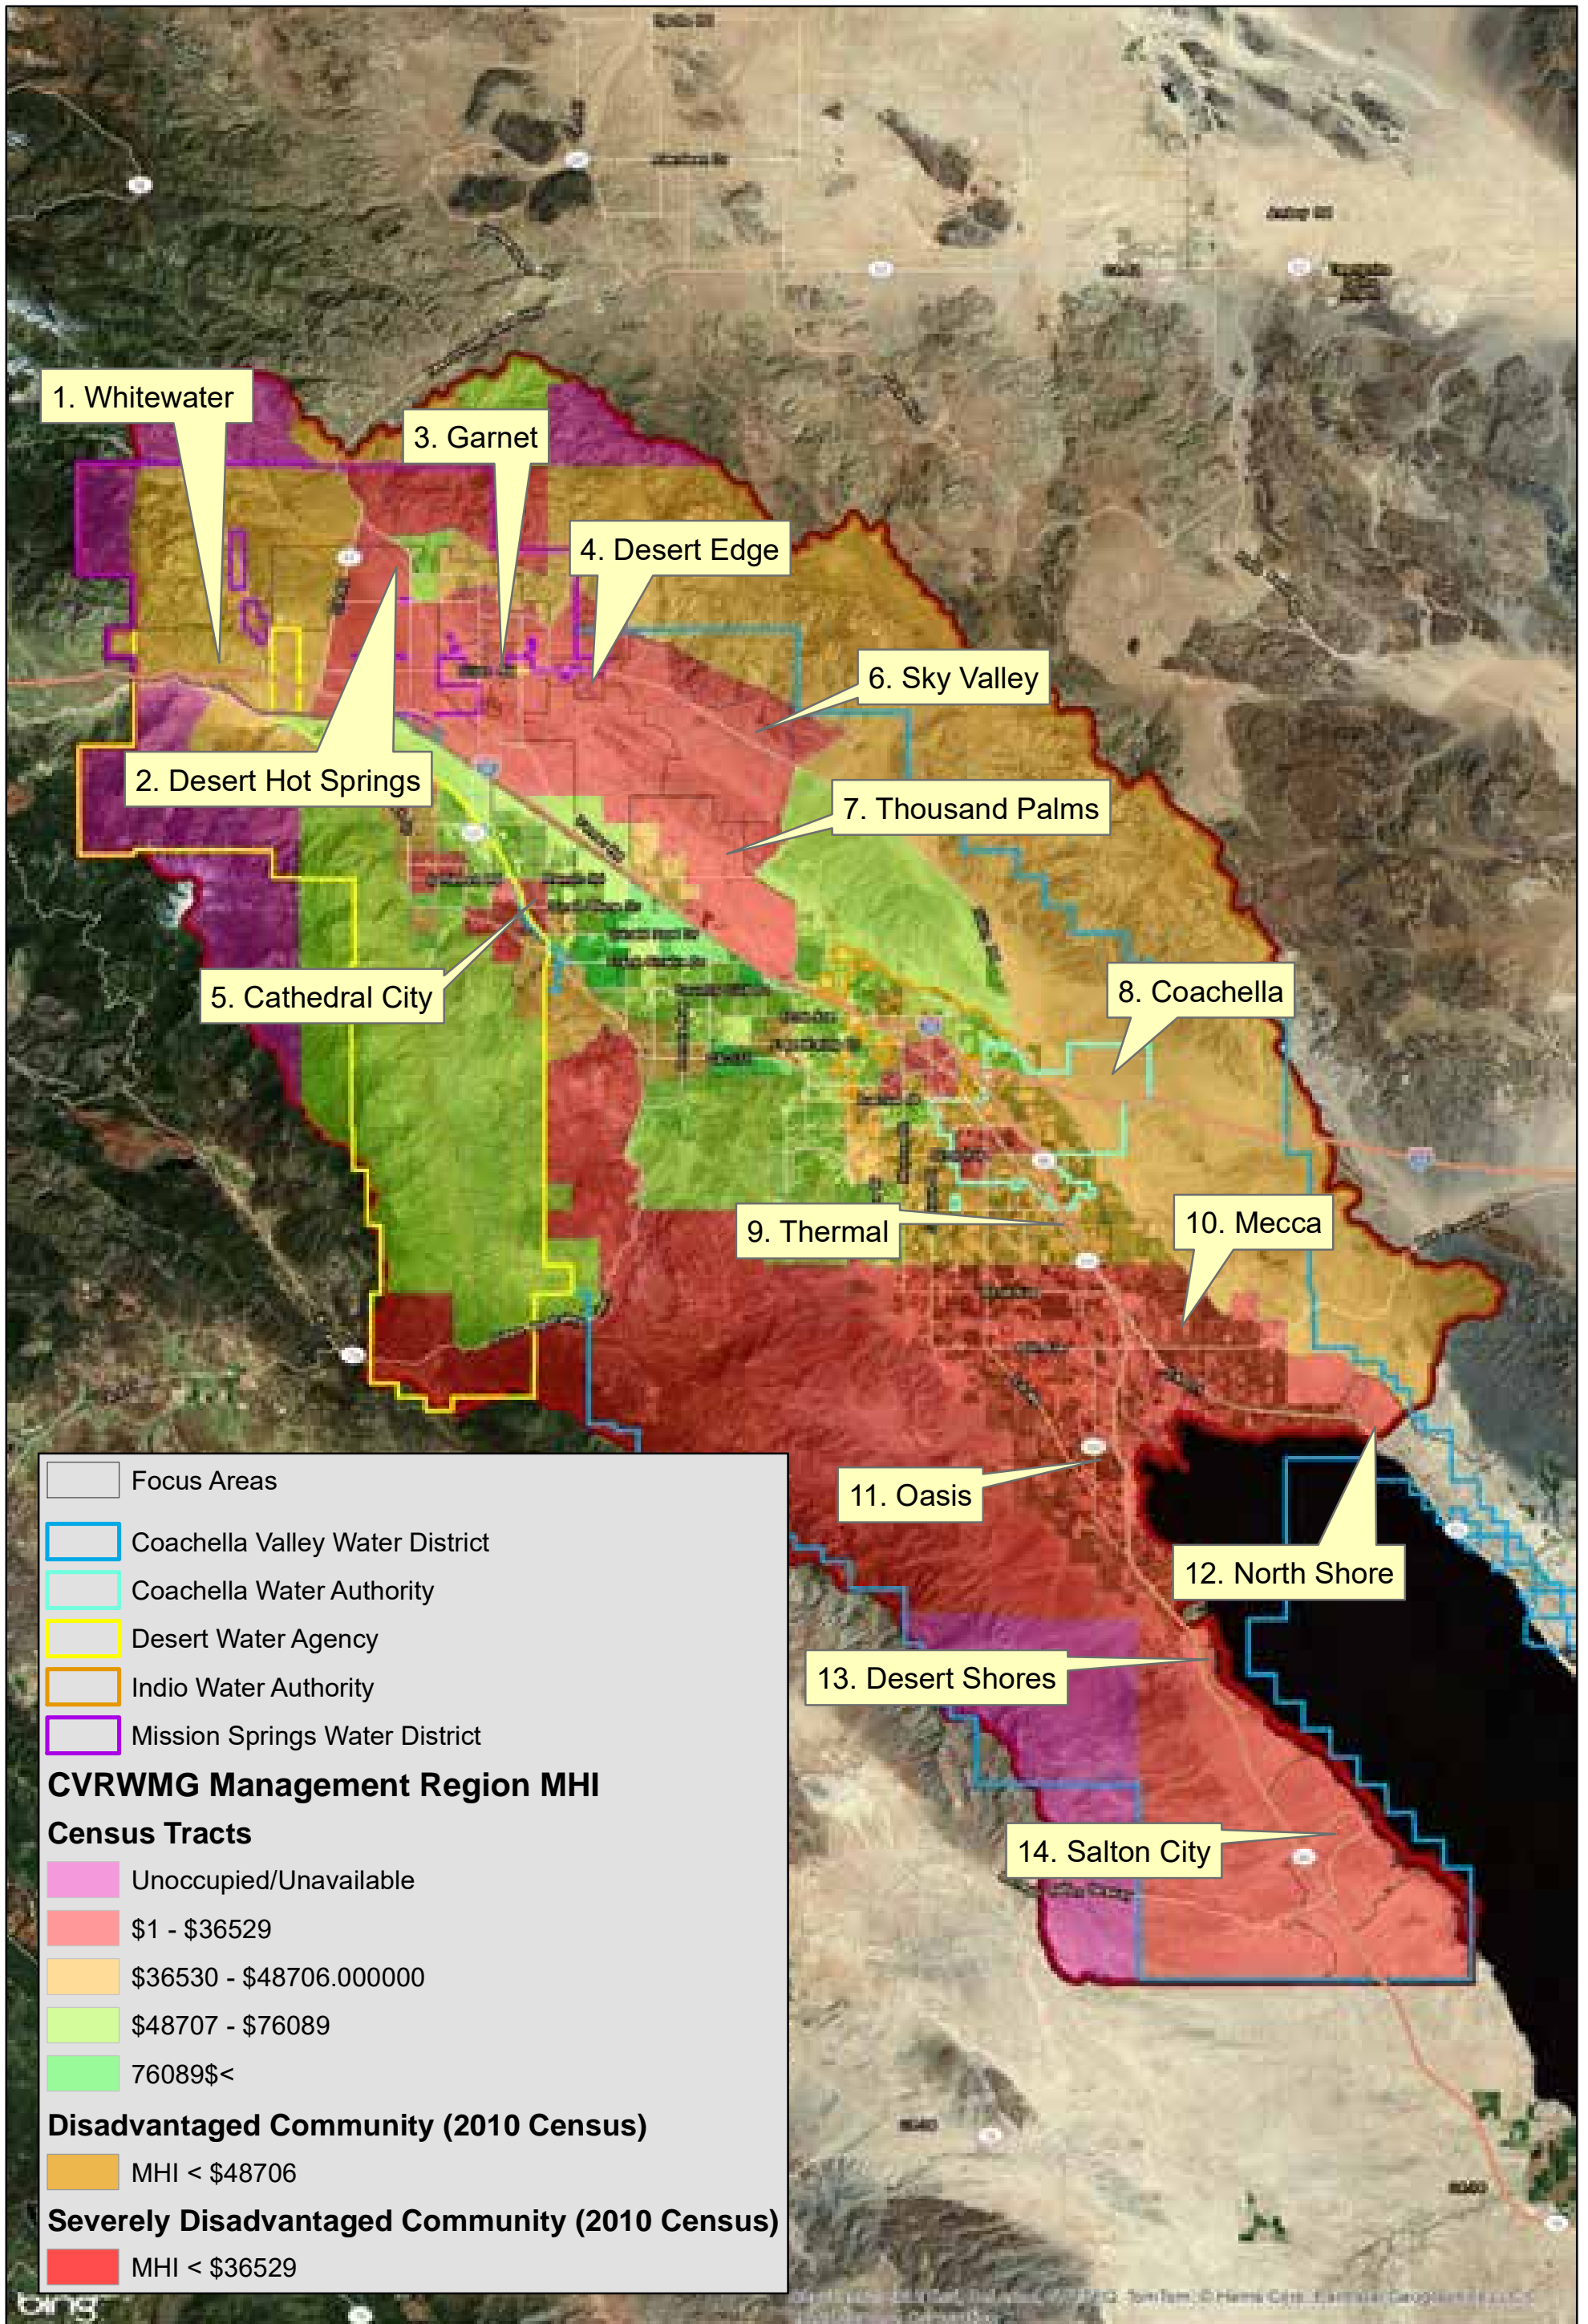 1. Whitewater
3. Garnet
4. Desert Edge
6. Sky Valley
2. Desert Hot Springs
7. Thousand Palms
5. Cathedral City
8. Coachella
9. Thermal
10. Mecca
11. Oasis
12. North Shore
13. Desert Shores
14. Salton City
Focus Areas
Coachella Valley Water District
Coachella Water Authority
Desert Water Agency
Indio Water Authority
Mission Springs Water District
CVRWMG Management Region MHI
Census Tracts
Unoccupied/Unavailable
$1 - $36529
$36530 - $48706.000000
$48707 - $76089
76089$<
Disadvantaged Community (2010 Census)
MHI < $48706
Severely Disadvantaged Community (2010 Census)
MHI < $36529
bing